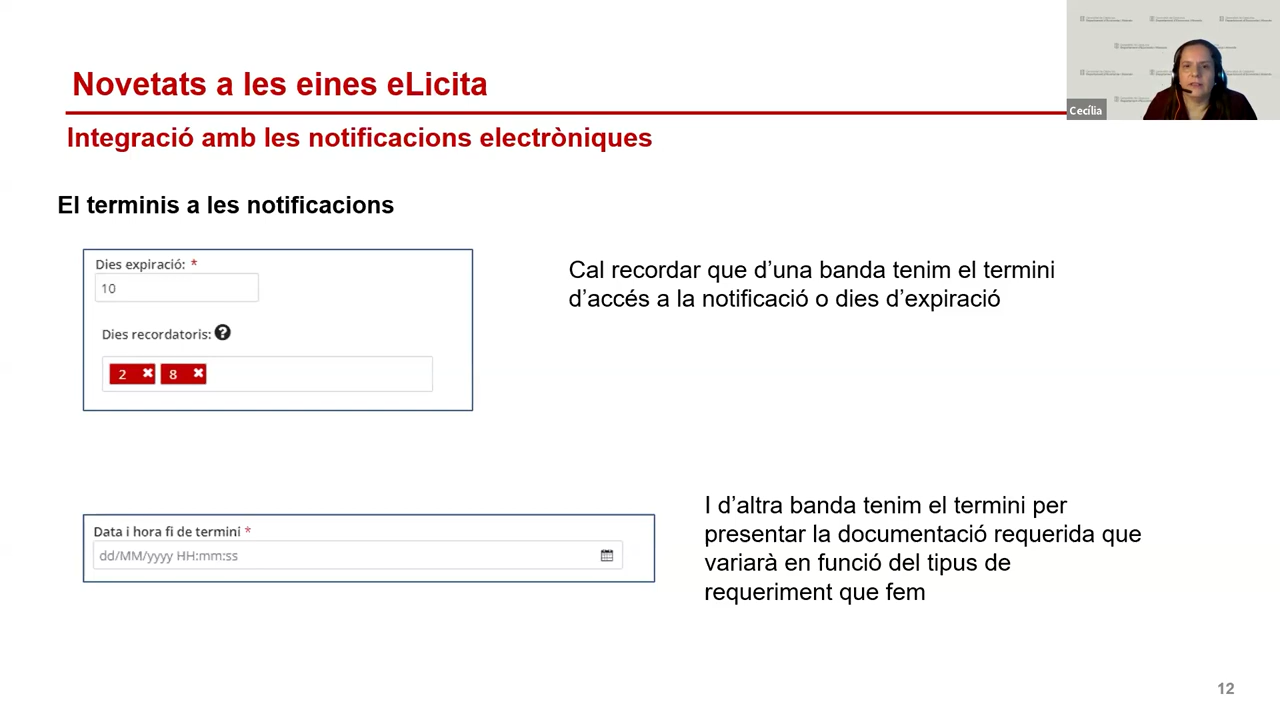 Novetats a les eines eLicita
Cecília
Integració amb les notificacions electròniques
El terminis a les notificacions
Dies expiració: *
10
Dies recordatoris:
2
8
Cal recordar que d’una banda tenim el termini
d’accés a la notificació o dies d’expiració
Data i hora fi de termini *
dd/MM/yyyy HH:mm:ss
I d’altra banda tenim el termini per
presentar la documentació requerida que
variarà en funció del tipus de
requeriment que fem
12